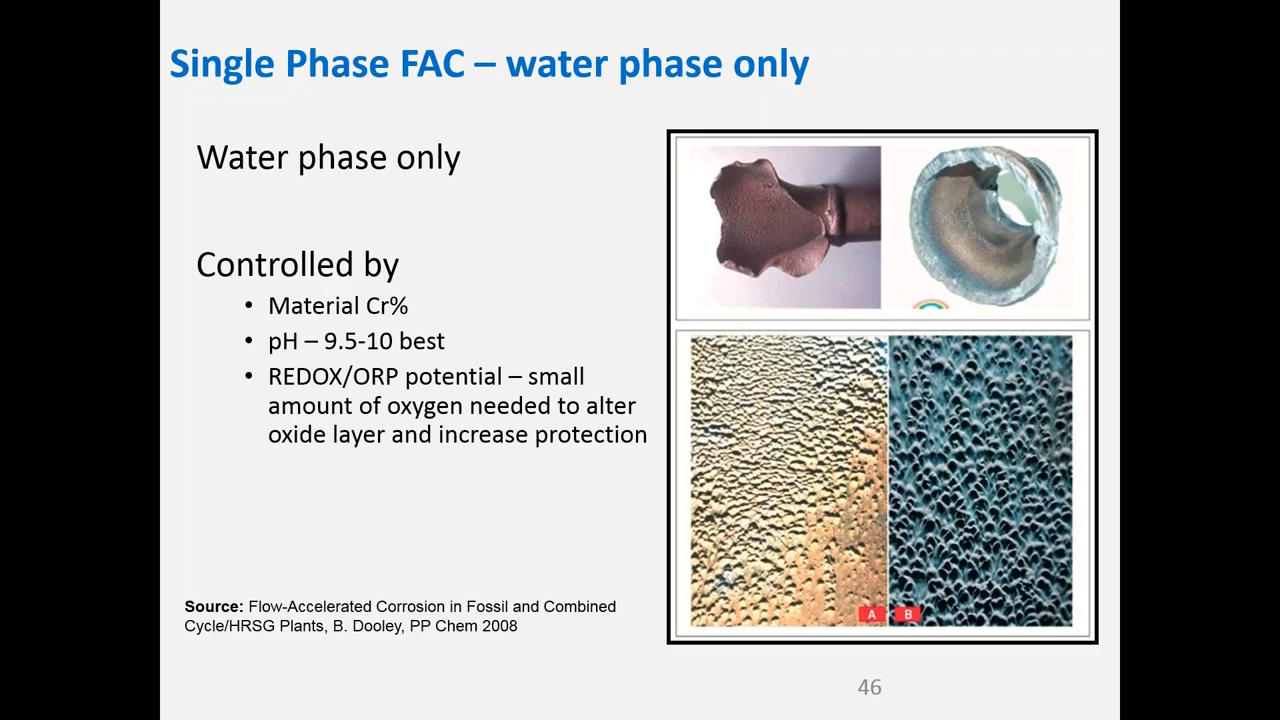 Single Phase FAC – water phase only
Water phase only
Controlled by
• Material Cr%
• pH – 9.5-10 best
• REDOX/ORP potential – small
amount of oxygen needed to alter
oxide layer and increase protection
A B
Source: Flow-Accelerated Corrosion in Fossil and Combined
Cycle/HRSG Plants, B. Dooley, PP Chem 2008
46